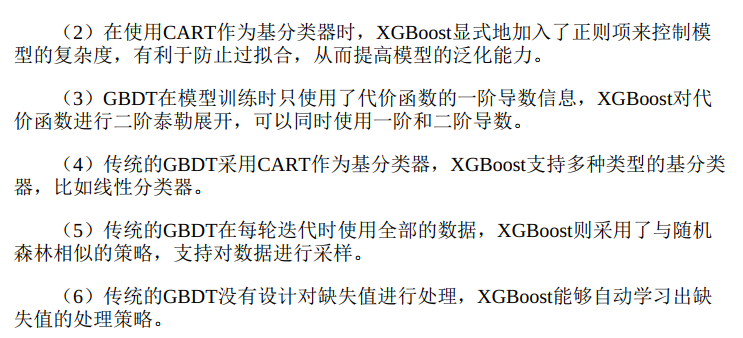 （2）在使用CART作为基分类器时，XGBoost显式地加入了正则项来控制模
型的复杂度，有利于防止过拟合，从而提高模型的泛化能力。
（3）GBDT在模型训练时只使用了代价函数的一阶导数信息，XGBoost对代
价函数进行二阶泰勒展开，可以同时使用一阶和二阶导数。
（4）传统的GBDT采用CART作为基分类器，XGBoost支持多种类型的基分类
器，比如线性分类器。
（5）传统的GBDT在每轮迭代时使用全部的数据，XGBoost则采用了与随机
森林相似的策略，支持对数据进行采样。
（6）传统的GBDT没有设计对缺失值进行处理，XGBoost能够自动学习出缺
失值的处理策略。